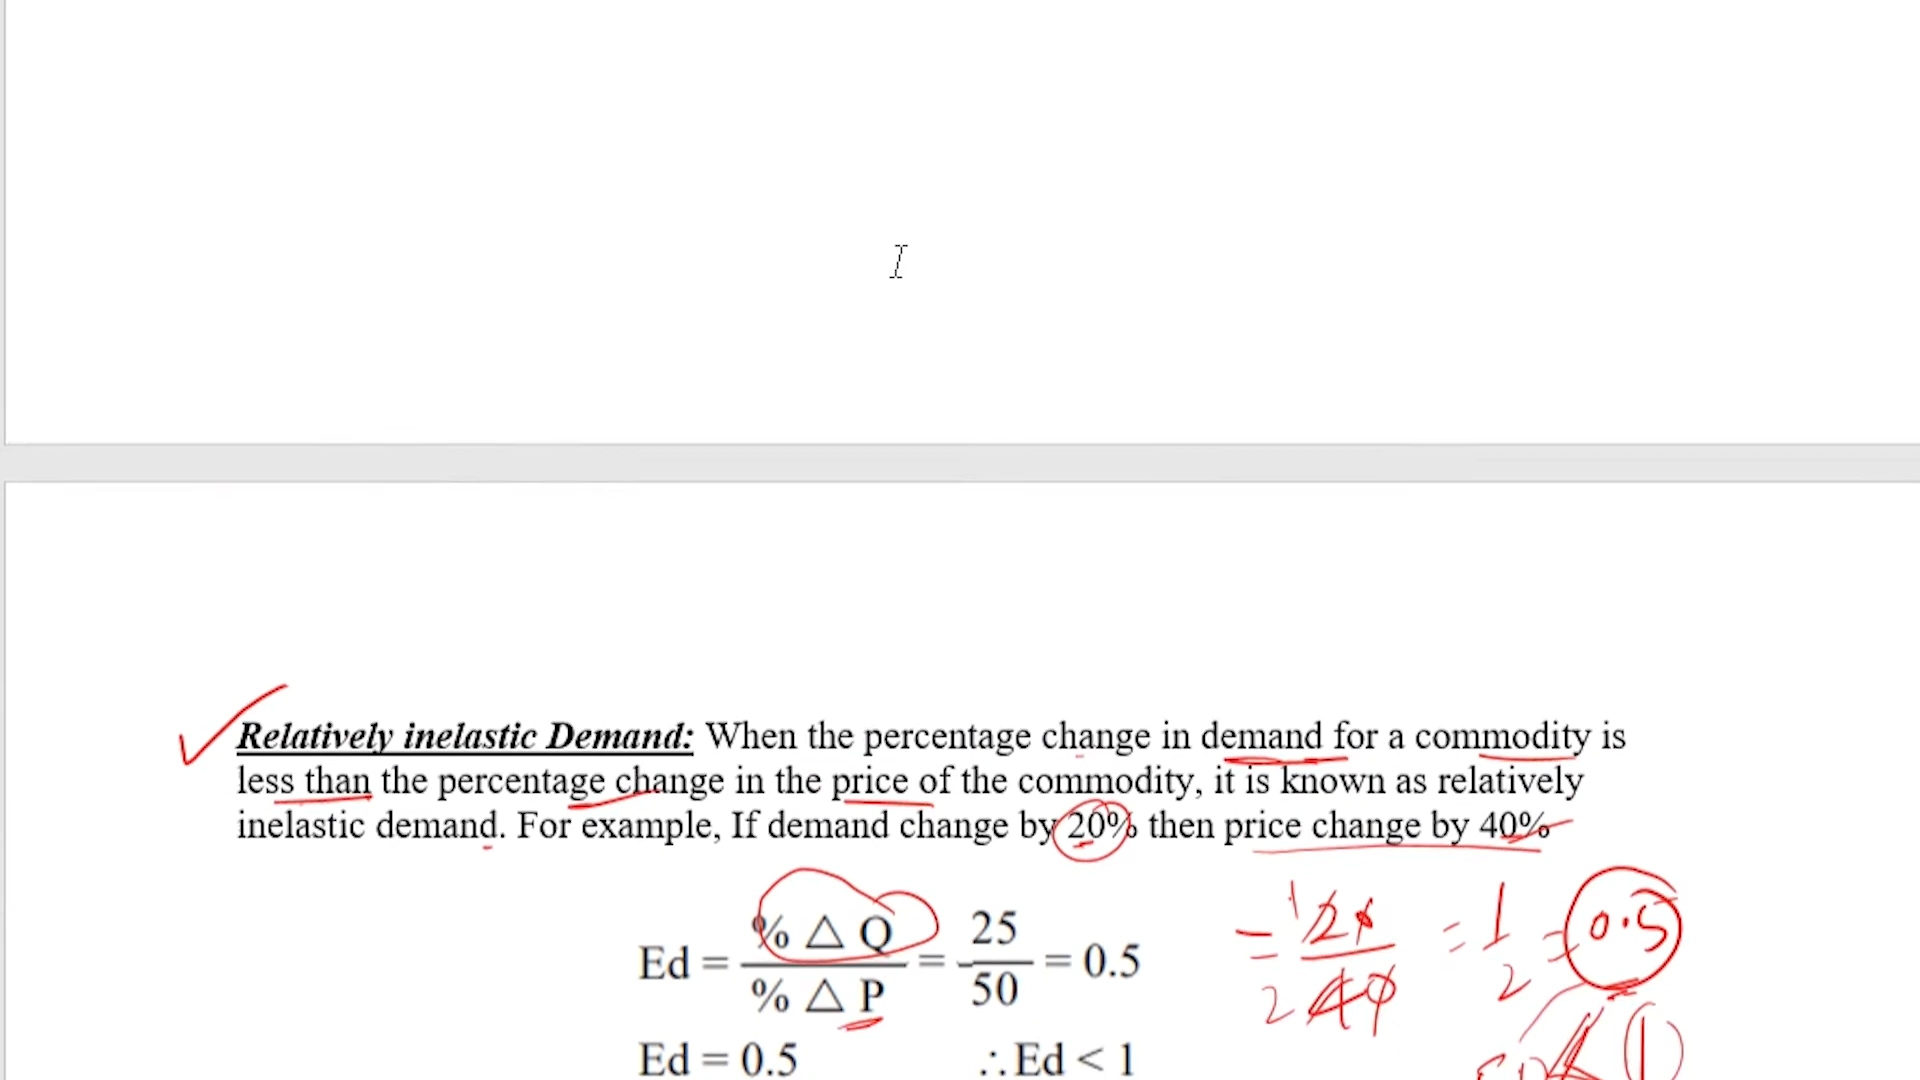 Relatively inelastic Demand: When the percentage change in demand for a commodity is
less than the percentage change in the price of the commodity, it is known as relatively
inelastic demand. For example, If demand change by 20% then price change by 40%
Ed = % △ Q / % △ P = 25 / 50 = 0.5
= 20 / 40 = 1 / 2 = 0.5
Ed = 0.5 ∴ Ed < 1